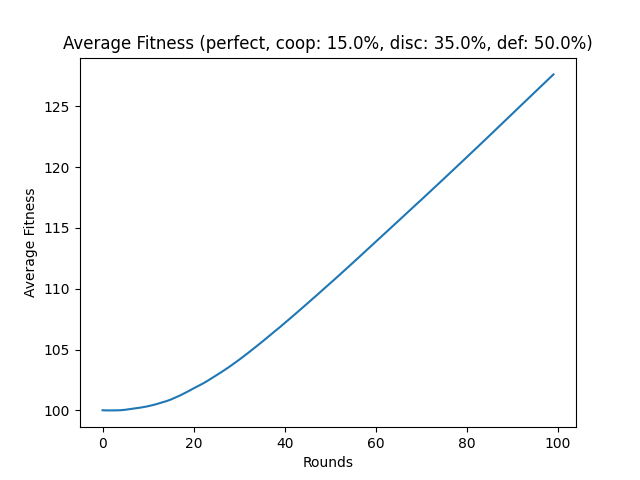 Average Fitness (perfect, coop: 15.0%, disc: 35.0%, def: 50.0%)
125
120
115
110
105
100
Average Fitness
0 20 40 60 80 100
Rounds